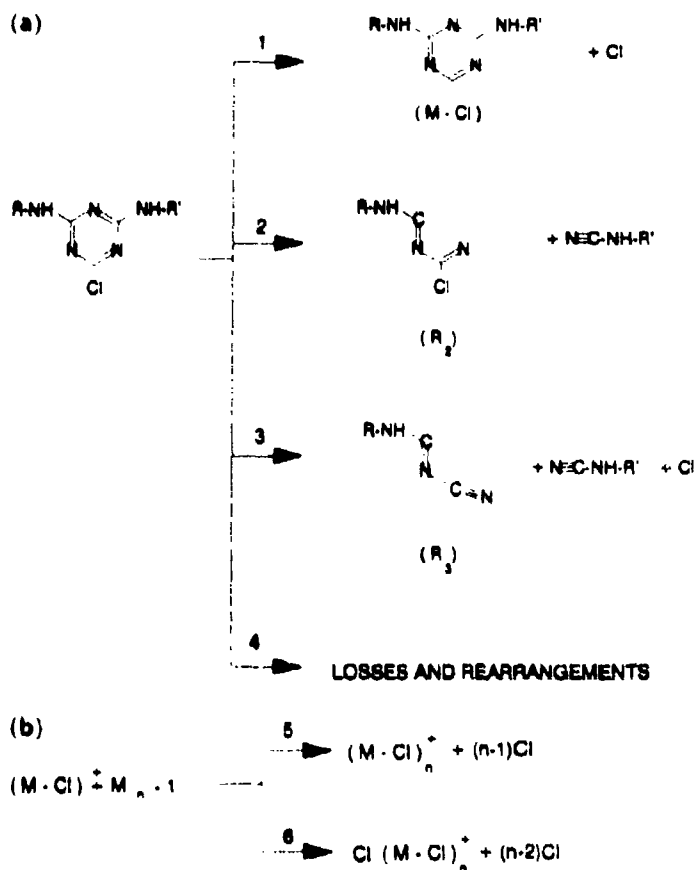 (a)
1
R-NH N NH-R'
N N
+ Cl
(M - Cl)
R-NH N NH-R'
N N
Cl
2
R-NH C
N N
Cl
+ N≡C-NH-R'
(R2)
3
R-NH C
N
C≡N
+ N≡C-NH-R' + Cl
(R3)
4
LOSSES AND REARRANGEMENTS
(b)
5
(M - Cl)n+ + (n-1)Cl
(M - Cl)+ + Mn - 1
6
Cl (M - Cl)n+ + (n-2)Cl